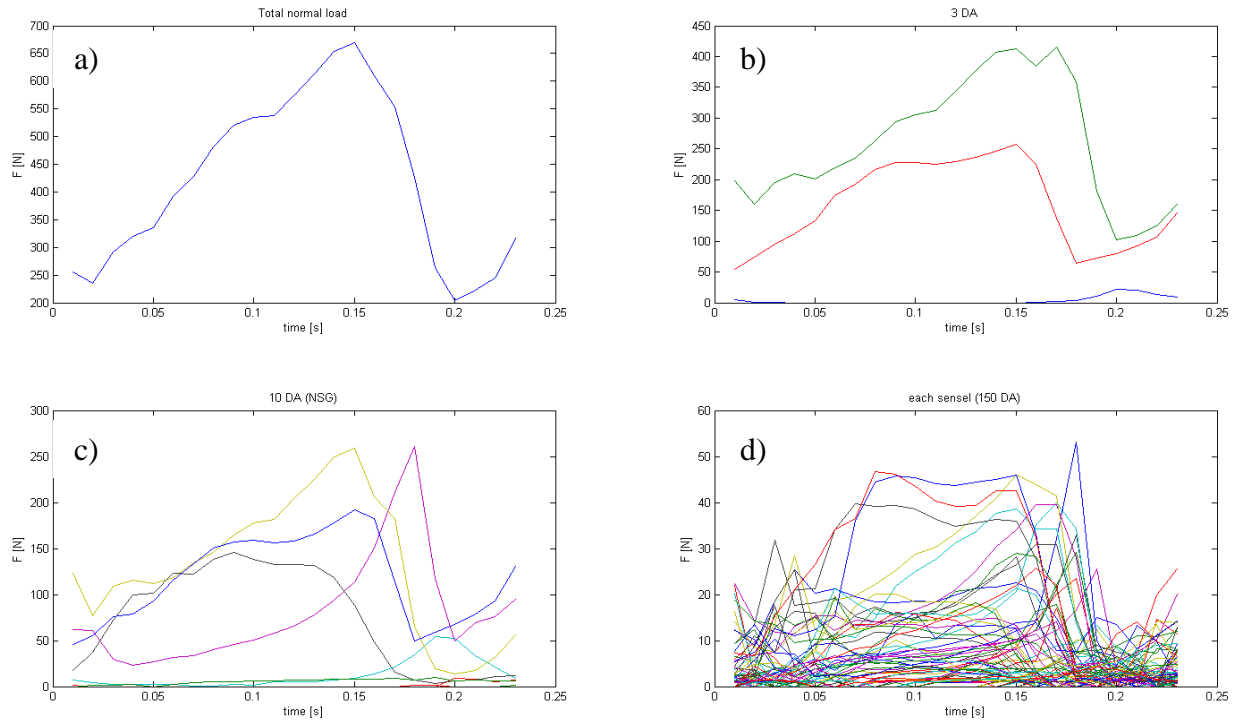 Total normal load
a)
F [N]
700
650
600
550
500
450
400
350
300
250
200
0 0.05 0.1 0.15 0.2 0.25
time [s]
3 DA
b)
F [N]
450
400
350
300
250
200
150
100
50
0
0 0.05 0.1 0.15 0.2 0.25
time [s]
10 DA (NSG)
c)
F [N]
300
250
200
150
100
50
0
0 0.05 0.1 0.15 0.2 0.25
time [s]
each sensel (150 DA)
d)
F [N]
60
50
40
30
20
10
0
0 0.05 0.1 0.15 0.2 0.25
time [s]